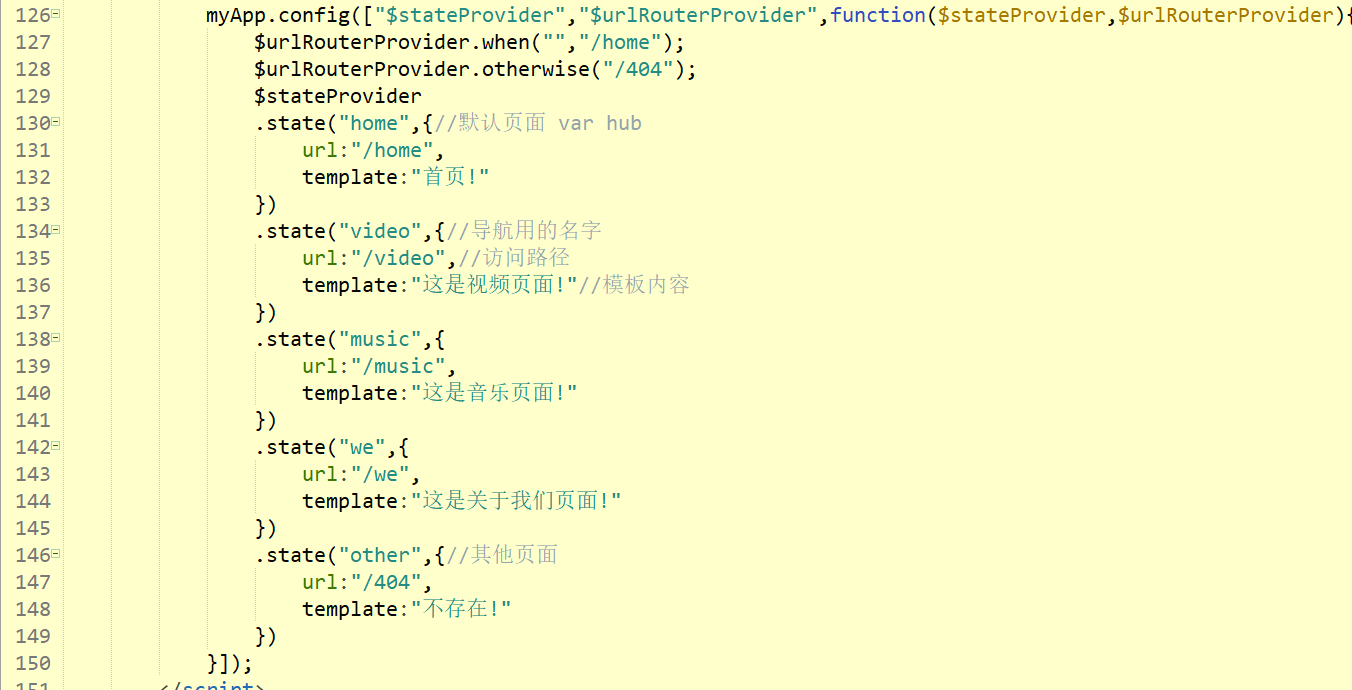 126 myApp.config(["$stateProvider","$urlRouterProvider",function($stateProvider,$urlRouterProvider){
127 $urlRouterProvider.when("","/home");
128 $urlRouterProvider.otherwise("/404");
129 $stateProvider
130 .state("home",{//默认页面 var hub
131 url:"/home",
132 template:"首页!"
133 })
134 .state("video",{//导航用的名字
135 url:"/video",//访问路径
136 template:"这是视频页面!"//模板内容
137 })
138 .state("music",{
139 url:"/music",
140 template:"这是音乐页面!"
141 })
142 .state("we",{
143 url:"/we",
144 template:"这是关于我们页面!"
145 })
146 .state("other",{//其他页面
147 url:"/404",
148 template:"不存在!"
149 })
150 }]);
151 </script>